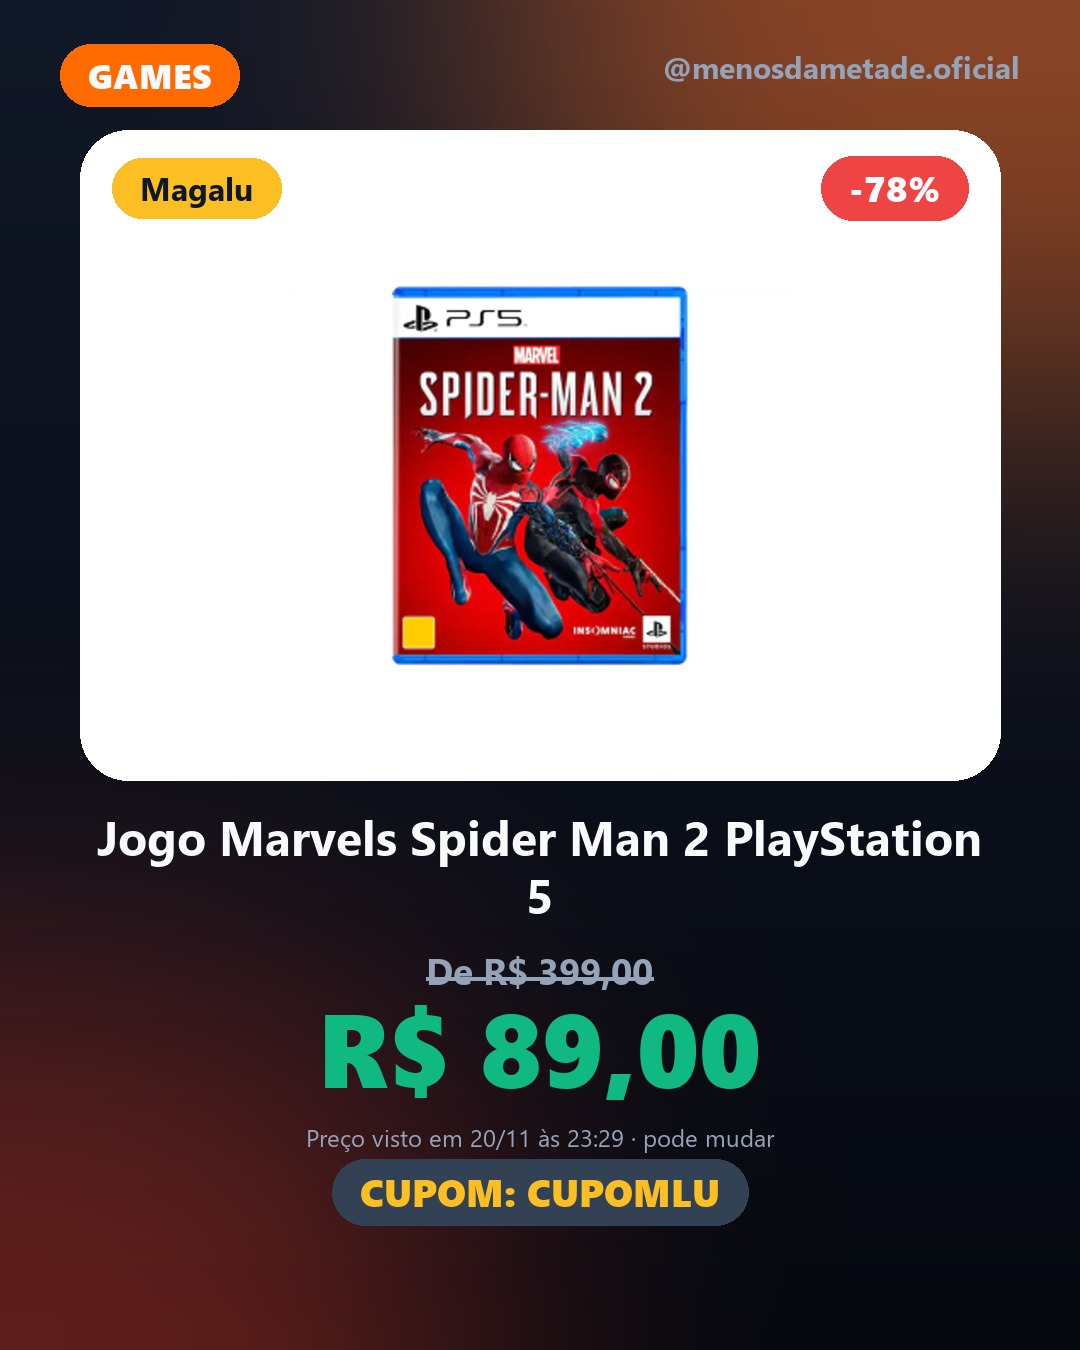 GAMES
@menosdametade.oficial
Magalu
-78%
PS5
MARVEL
SPIDER-MAN 2
INSOMNIAC
STUDIOS
Jogo Marvels Spider Man 2 PlayStation
5
De R$ 399,00
R$ 89,00
Preço visto em 20/11 às 23:29 · pode mudar
CUPOM: CUPOMLU